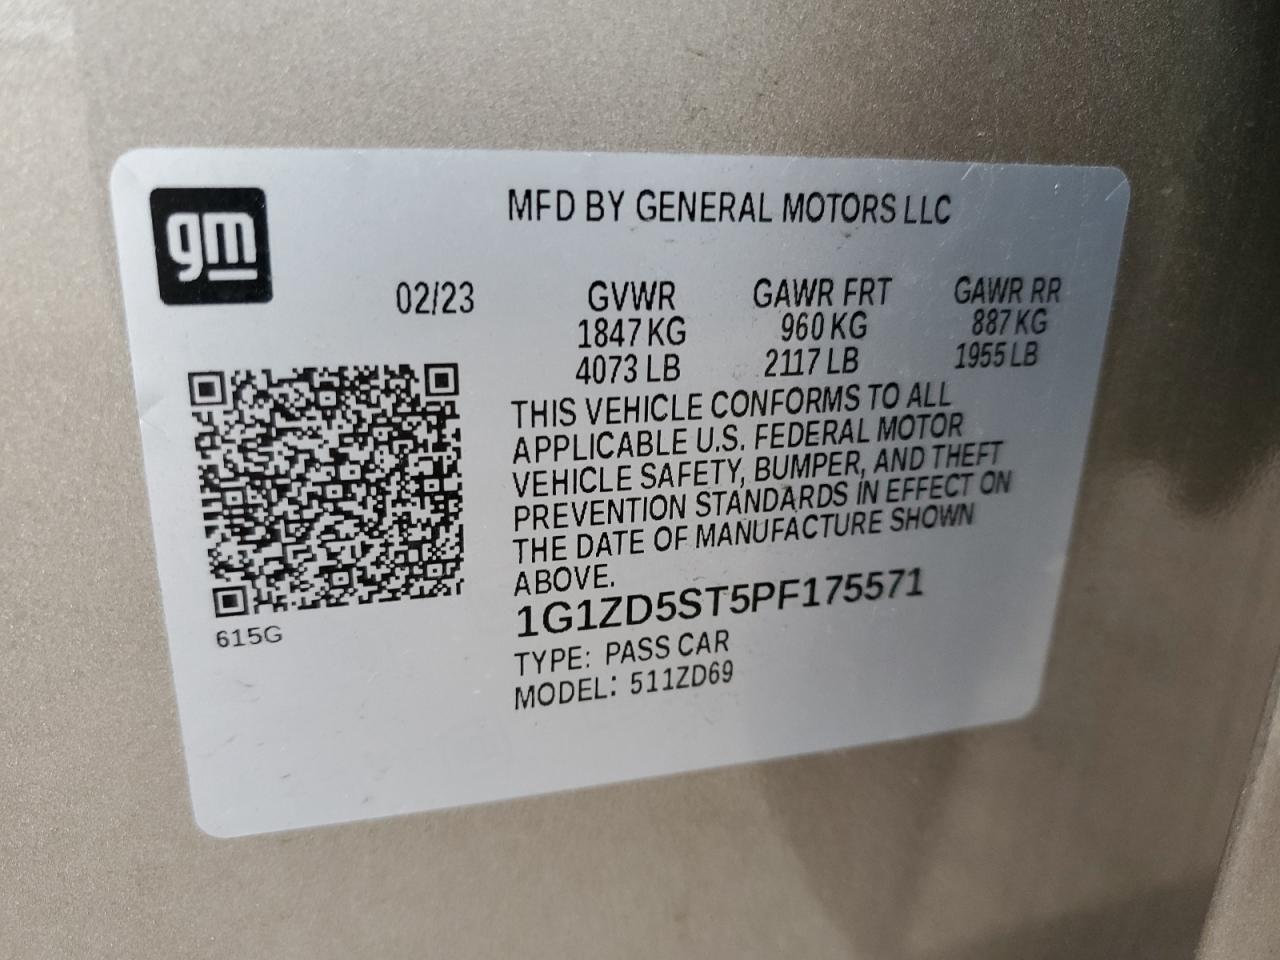 gm
MFD BY GENERAL MOTORS LLC
02/23 GVWR GAWR FRT GAWR RR
1847 KG 960 KG 887 KG
4073 LB 2117 LB 1955 LB
THIS VEHICLE CONFORMS TO ALL
APPLICABLE U.S. FEDERAL MOTOR
VEHICLE SAFETY, BUMPER, AND THEFT
PREVENTION STANDARDS IN EFFECT ON
THE DATE OF MANUFACTURE SHOWN
ABOVE.
1G1ZD5ST5PF175571
615G
TYPE: PASS CAR
MODEL: 511ZD69